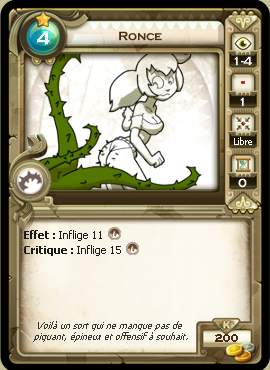 Ronce
4
1-4
1
Libre
0
Effet : Inflige 11
Critique : Inflige 15
Voilà un sort qui ne manque pas de
piquant, épineux et offensif à souhait.
K
200